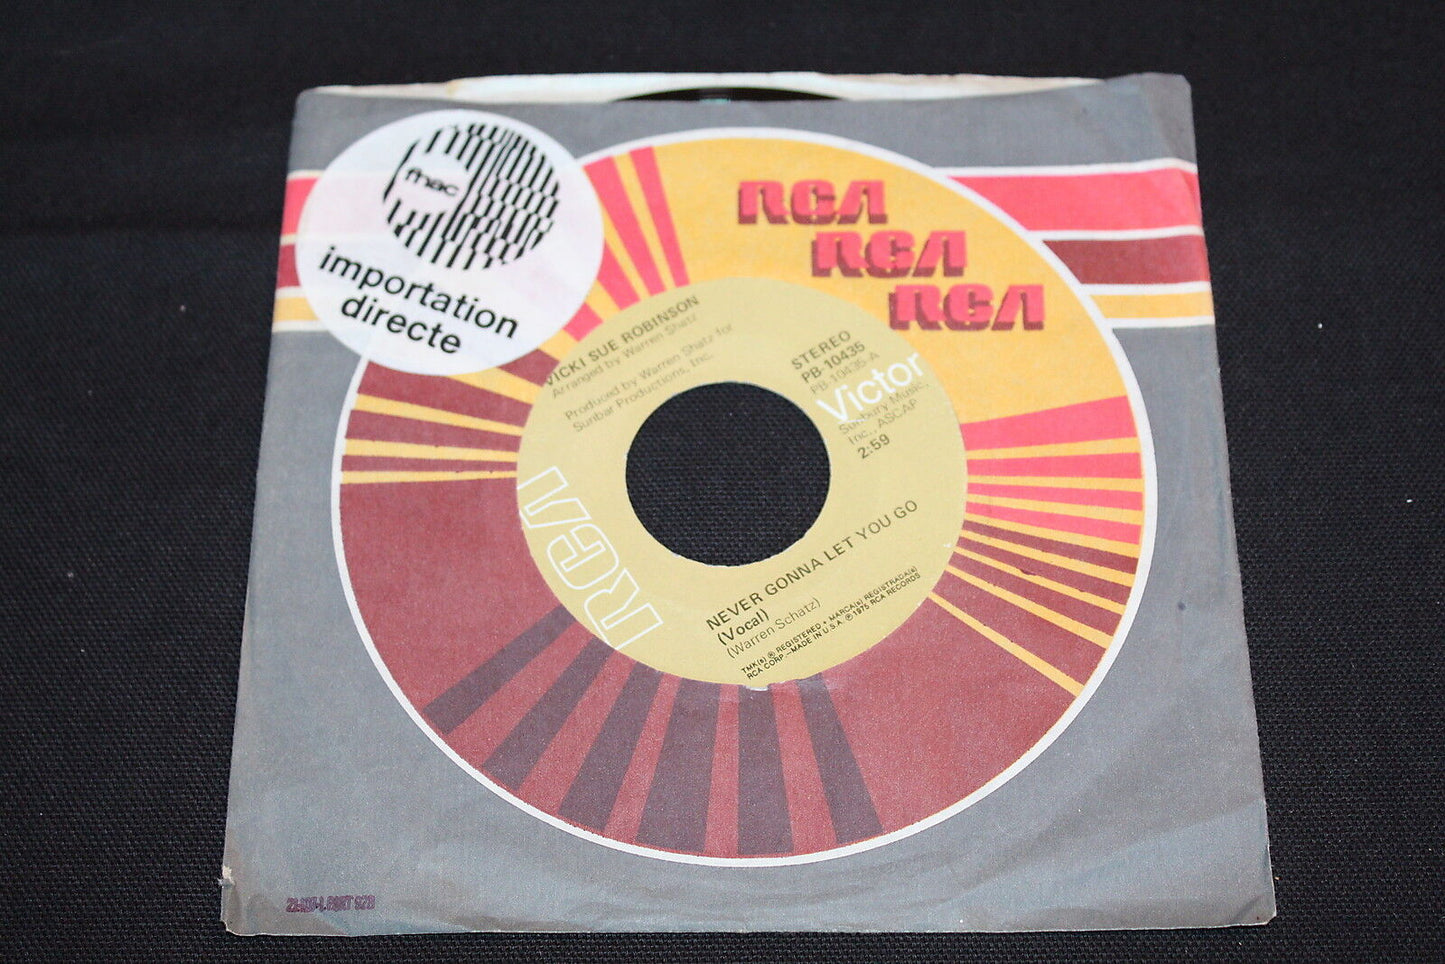 fnac
importation
directe
RCA
RCA
RCA
VICKI SUE ROBINSON
Arranged by Warren Shatz
Produced by Warren Shatz for
Sunbar Productions, Inc.
STEREO
PB-10435
PB-10435-A
Victor
Sunbury Music,
Inc., ASCAP
2:59
RCA
NEVER GONNA LET YOU GO
(Vocal)
(Warren Schatz)
TMK(s) ® REGISTERED • MARCA(s) REGISTRADA(s)
RCA CORP.—MADE IN U.S.A. ℗ 1975 RCA RECORDS